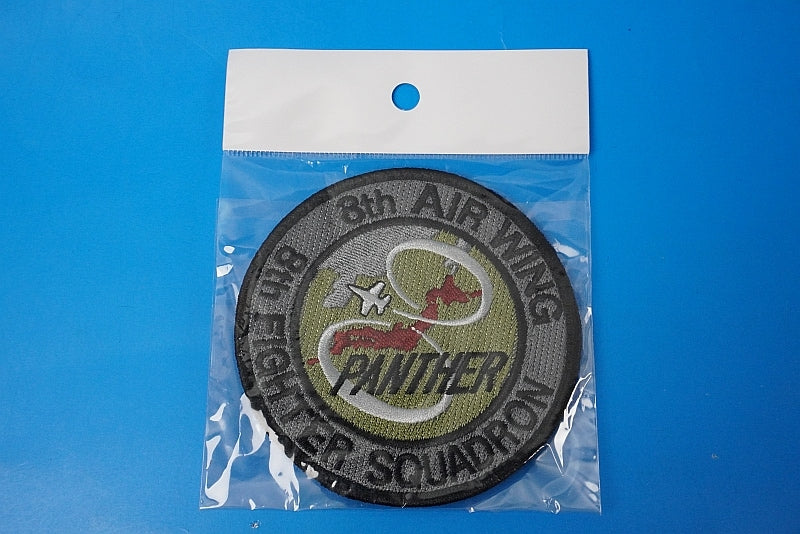 8th AIR WING
8th FIGHTER SQUADRON
PANTHER